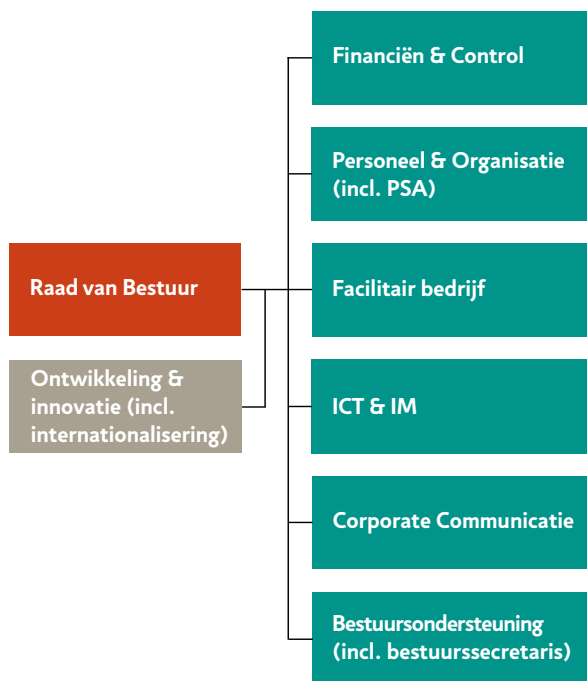 Financiën & Control
Personeel & Organisatie
(incl. PSA)
Raad van Bestuur
Facilitair bedrijf
Ontwikkeling &
innovatie (incl.
internationalisering)
ICT & IM
Corporate Communicatie
Bestuursondersteuning
(incl. bestuurssecretaris)